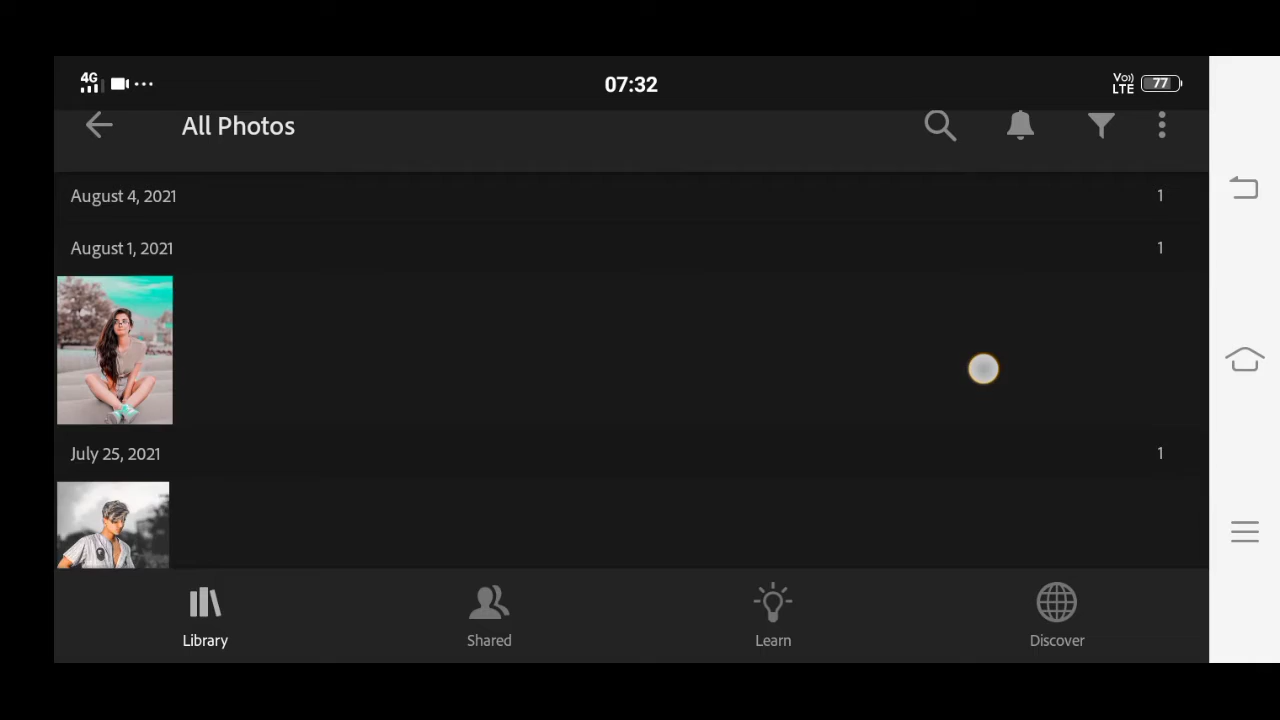 4G
07:32
Vo))
LTE
77
All Photos
August 4, 2021
1
August 1, 2021
1
July 25, 2021
1
Library
Shared
Learn
Discover